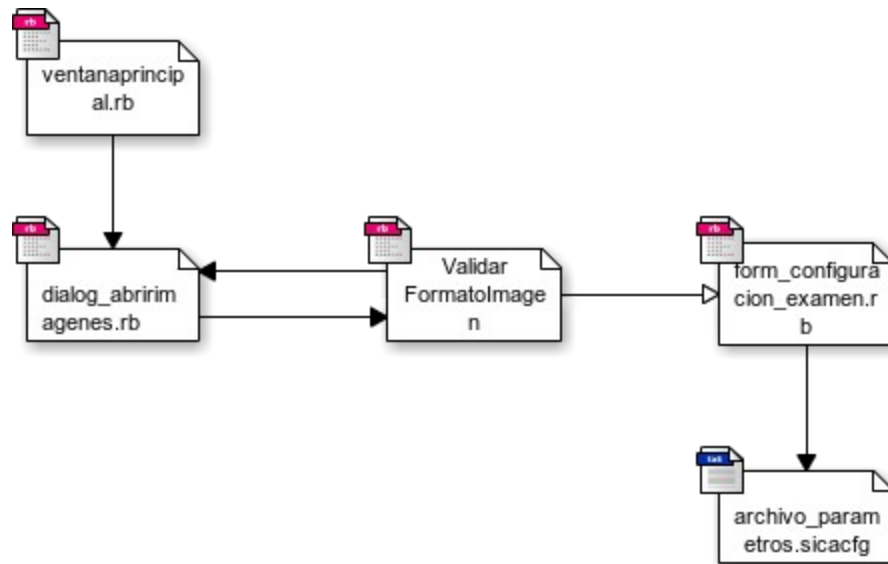 rb
ventanaprincip
al.rb
rb
dialog_abririm
agenes.rb
rb
Validar
FormatoImage
n
rb
form_configura
cion_examen.r
b
txt
archivo_param
etros.sicacfg